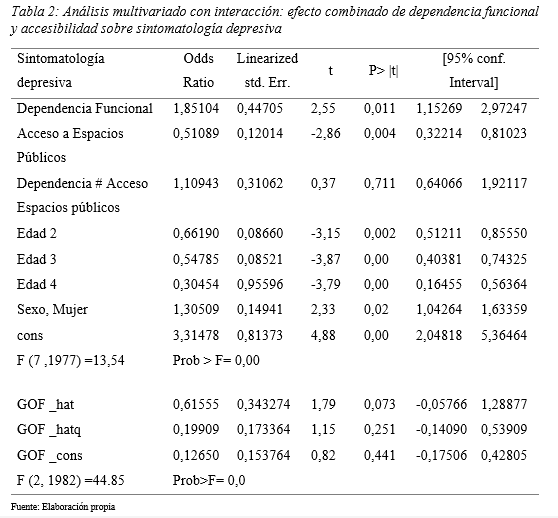 Tabla 2: Análisis multivariado con interacción: efecto combinado de dependencia funcional
y accesibilidad sobre sintomatología depresiva
Sintomatología depresiva Odds Ratio Linearized std. Err. t P> |t| [95% conf. Interval]
Dependencia Funcional 1,85104 0,44705 2,55 0,011 1,15269 2,97247
Acceso a Espacios Públicos 0,51089 0,12014 -2,86 0,004 0,32214 0,81023
Dependencia # Acceso Espacios públicos 1,10943 0,31062 0,37 0,711 0,64066 1,92117
Edad 2 0,66190 0,08660 -3,15 0,002 0,51211 0,85550
Edad 3 0,54785 0,08521 -3,87 0,00 0,40381 0,74325
Edad 4 0,30454 0,95596 -3,79 0,00 0,16455 0,56364
Sexo, Mujer 1,30509 0,14941 2,33 0,02 1,04264 1,63359
cons 3,31478 0,81373 4,88 0,00 2,04818 5,36464
F (7 ,1977) =13,54 Prob > F= 0,00
GOF _hat 0,61555 0,343274 1,79 0,073 -0,05766 1,28877
GOF _hatq 0,19909 0,173364 1,15 0,251 -0,14090 0,53909
GOF _cons 0,12650 0,153764 0,82 0,441 -0,17506 0,42805
F (2, 1982) =44.85 Prob>F= 0,0
Fuente: Elaboración propia